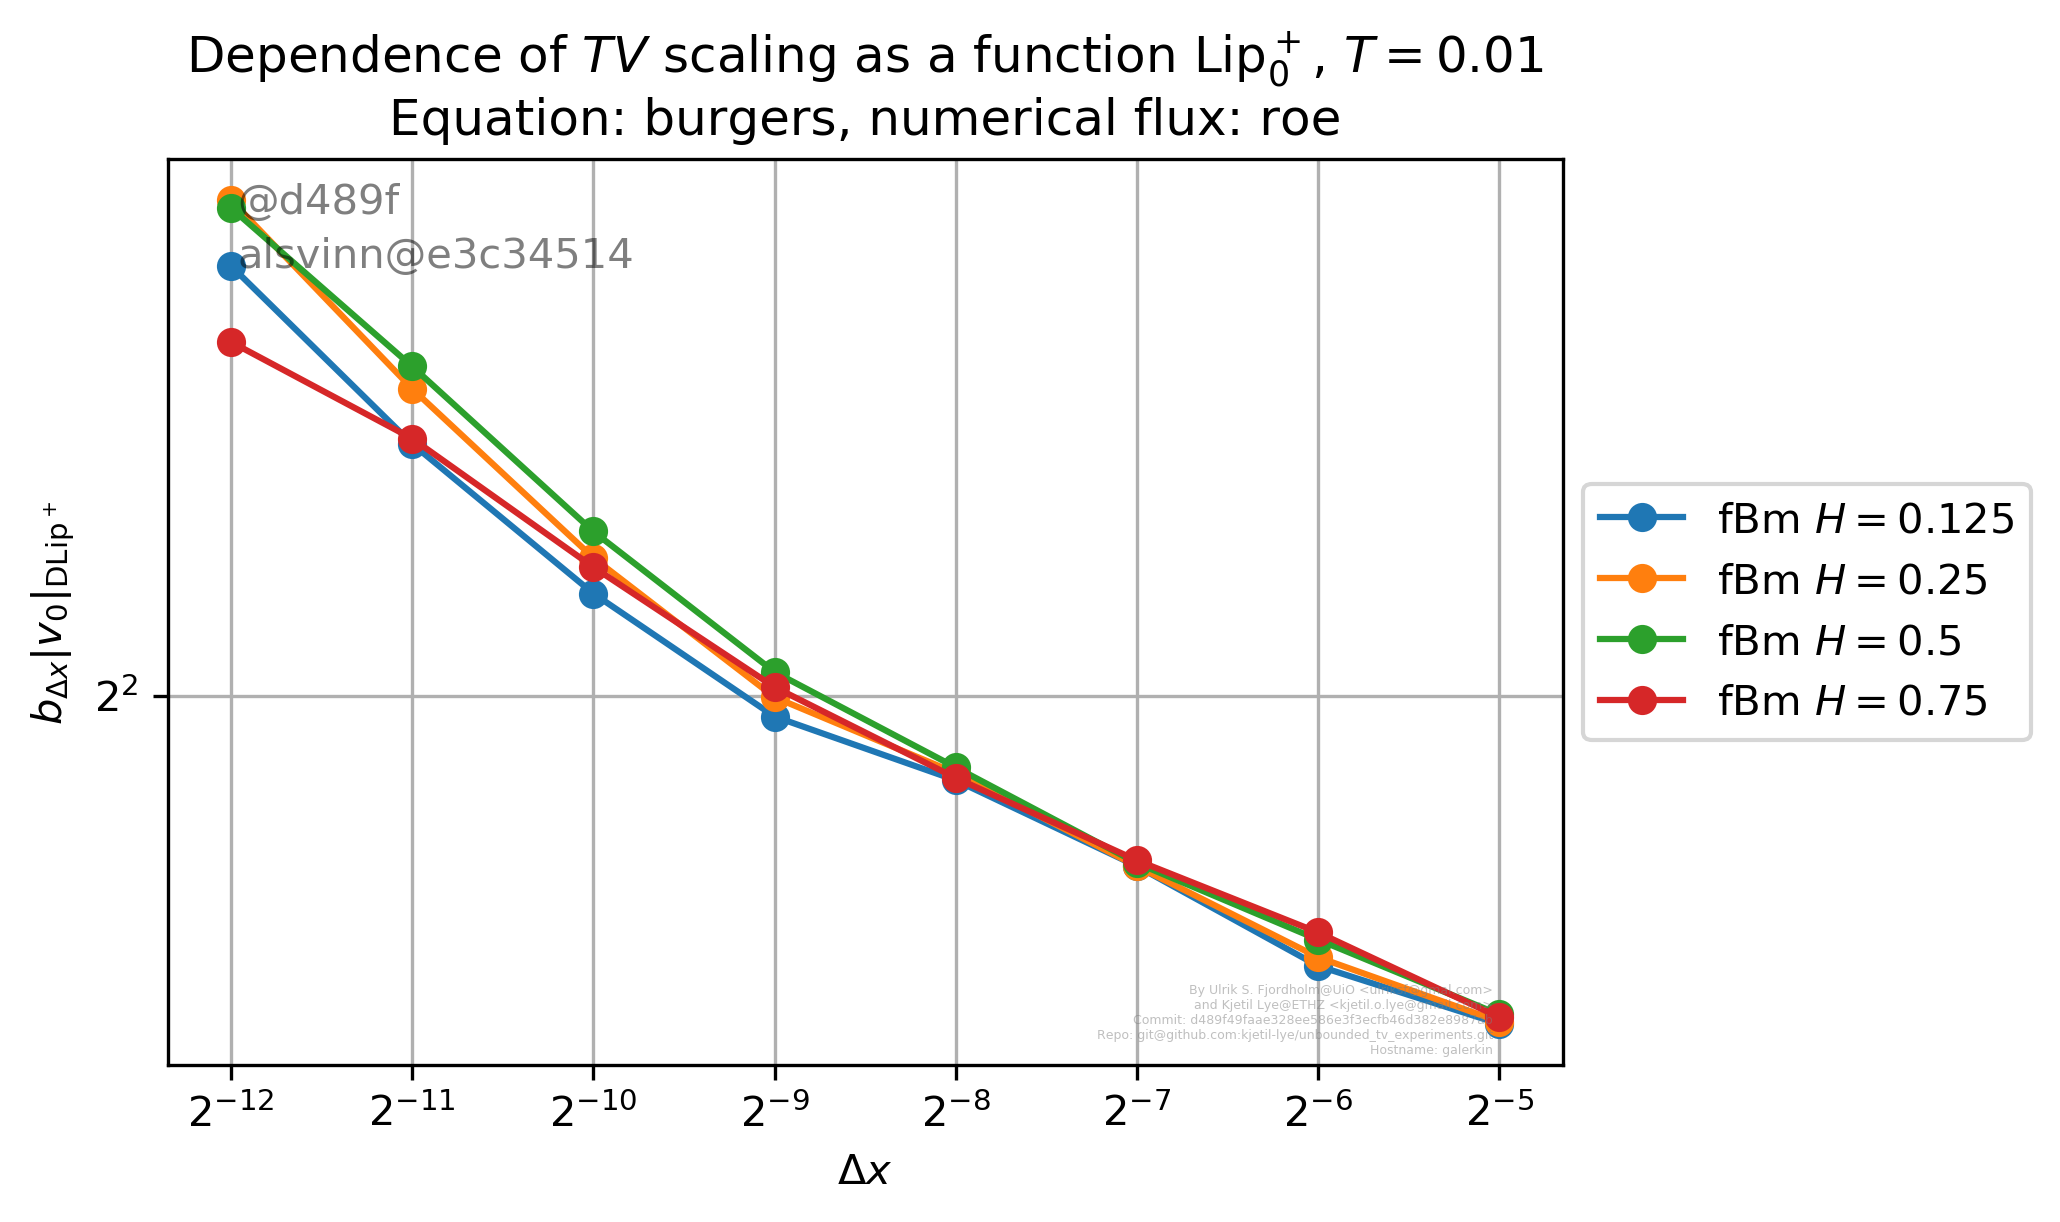 Dependence of TV scaling as a function Lip₀⁺, T = 0.01
Equation: burgers, numerical flux: roe
@d489f
alsvinn@e3c34514
b_Δx|v₀|_DLip⁺
2²
fBm H = 0.125
fBm H = 0.25
fBm H = 0.5
fBm H = 0.75
By Ulrik S. Fjordholm@UiO
and Kjetil Lye@ETHZ
Commit:
Repo: git@github.com:kjetil-lye/unbounded_tv_experiments.git
Hostname: galerkin
2⁻¹² 2⁻¹¹ 2⁻¹⁰ 2⁻⁹ 2⁻⁸ 2⁻⁷ 2⁻⁶ 2⁻⁵
Δx